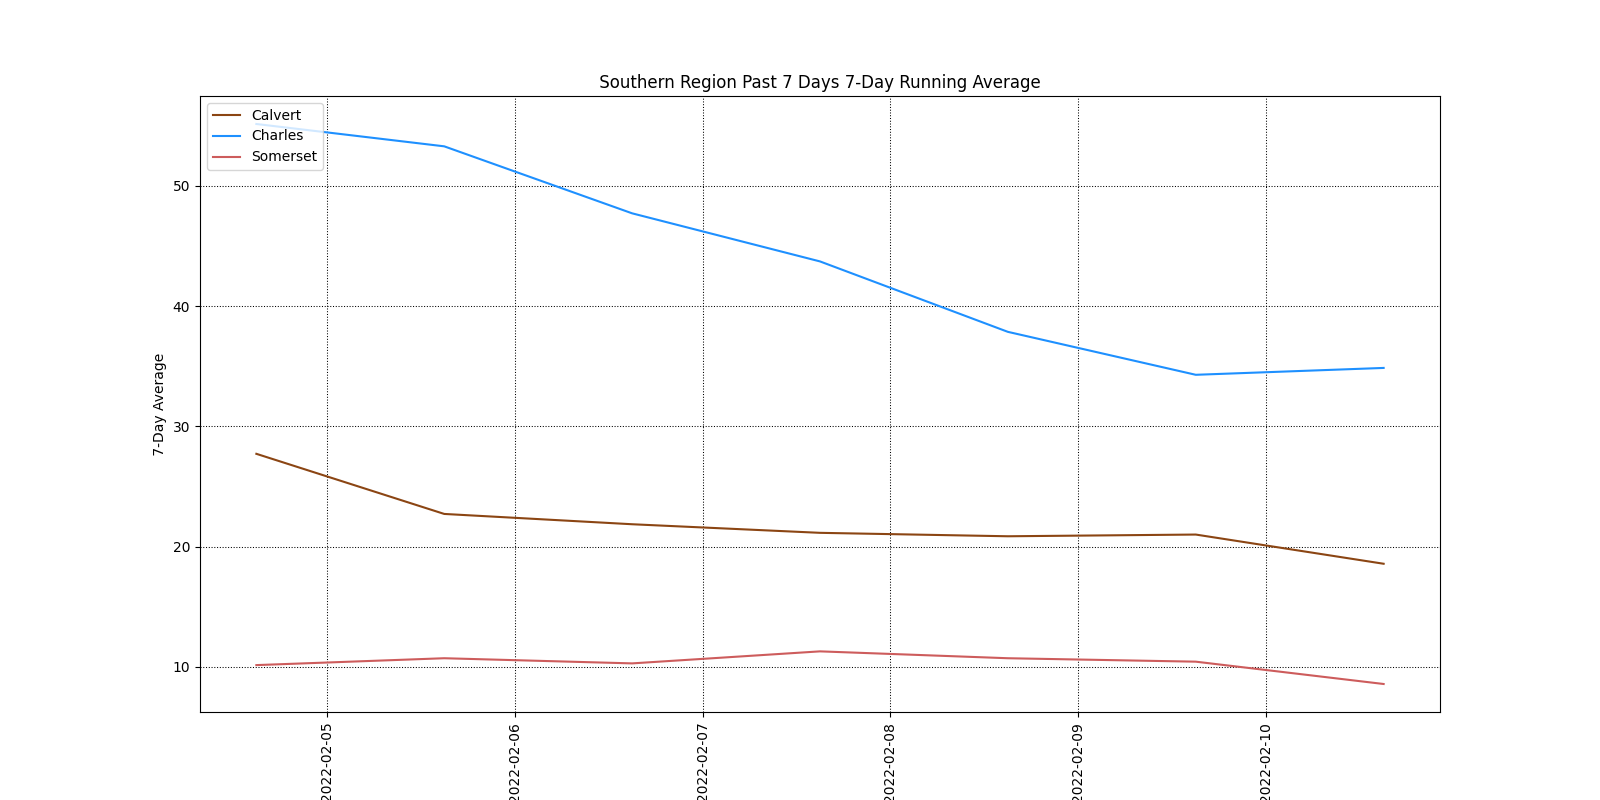 Southern Region Past 7 Days 7-Day Running Average
Calvert
Charles
Somerset
7-Day Average
50
40
30
20
10
2022-02-05
2022-02-06
2022-02-07
2022-02-08
2022-02-09
2022-02-10